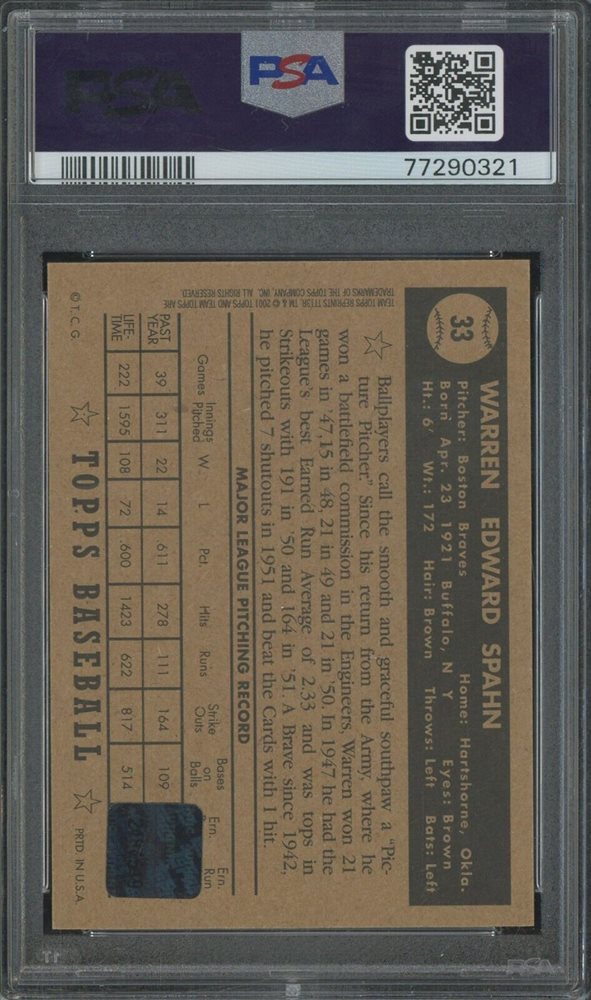 PSA
PSA
77290321
33
WARREN EDWARD SPAHN
Pitcher: Boston Braves Home: Hartshorne, Okla.
Born Apr. 23 1921 Buffalo, N Y Eyes: Brown
Ht.: 6' Wt.: 172 Hair: Brown Throws: Left Bats: Left
Ballplayers call the smooth and graceful southpaw a “Pic-
ture Pitcher.” Since his return from the Army, where he
won a battlefield commission in the Engineers, Warren won 21
games in '47,15 in 48, 21 in 49 and 21 in '50. In 1947 he had the
League's best Earned Run Average of 2.33 and was tops in
Strikeouts with 191 in '50 and 164 in '51. A Brave since 1942,
he pitched 7 shutouts in 1951 and beat the Cards with 1 hit.
MAJOR LEAGUE PITCHING RECORD
Games Innings Pitched W L Pct. Hits Runs Strike Outs Bases on Balls Ern. Ern. Run
PAST YEAR 39 311 22 14 .611 278 111 164 109
LIFE- TIME 222 1595 108 72 .600 1423 622 817 514
© T.C.G. TOPPS BASEBALL PRTD. IN U.S.A.
TEAM TOPPS REPRINTS TTESR. TM & © 2001 TOPPS AND TEAM TOPPS ARE
TRADEMARKS OF THE TOPPS COMPANY, INC. ALL RIGHTS RESERVED.